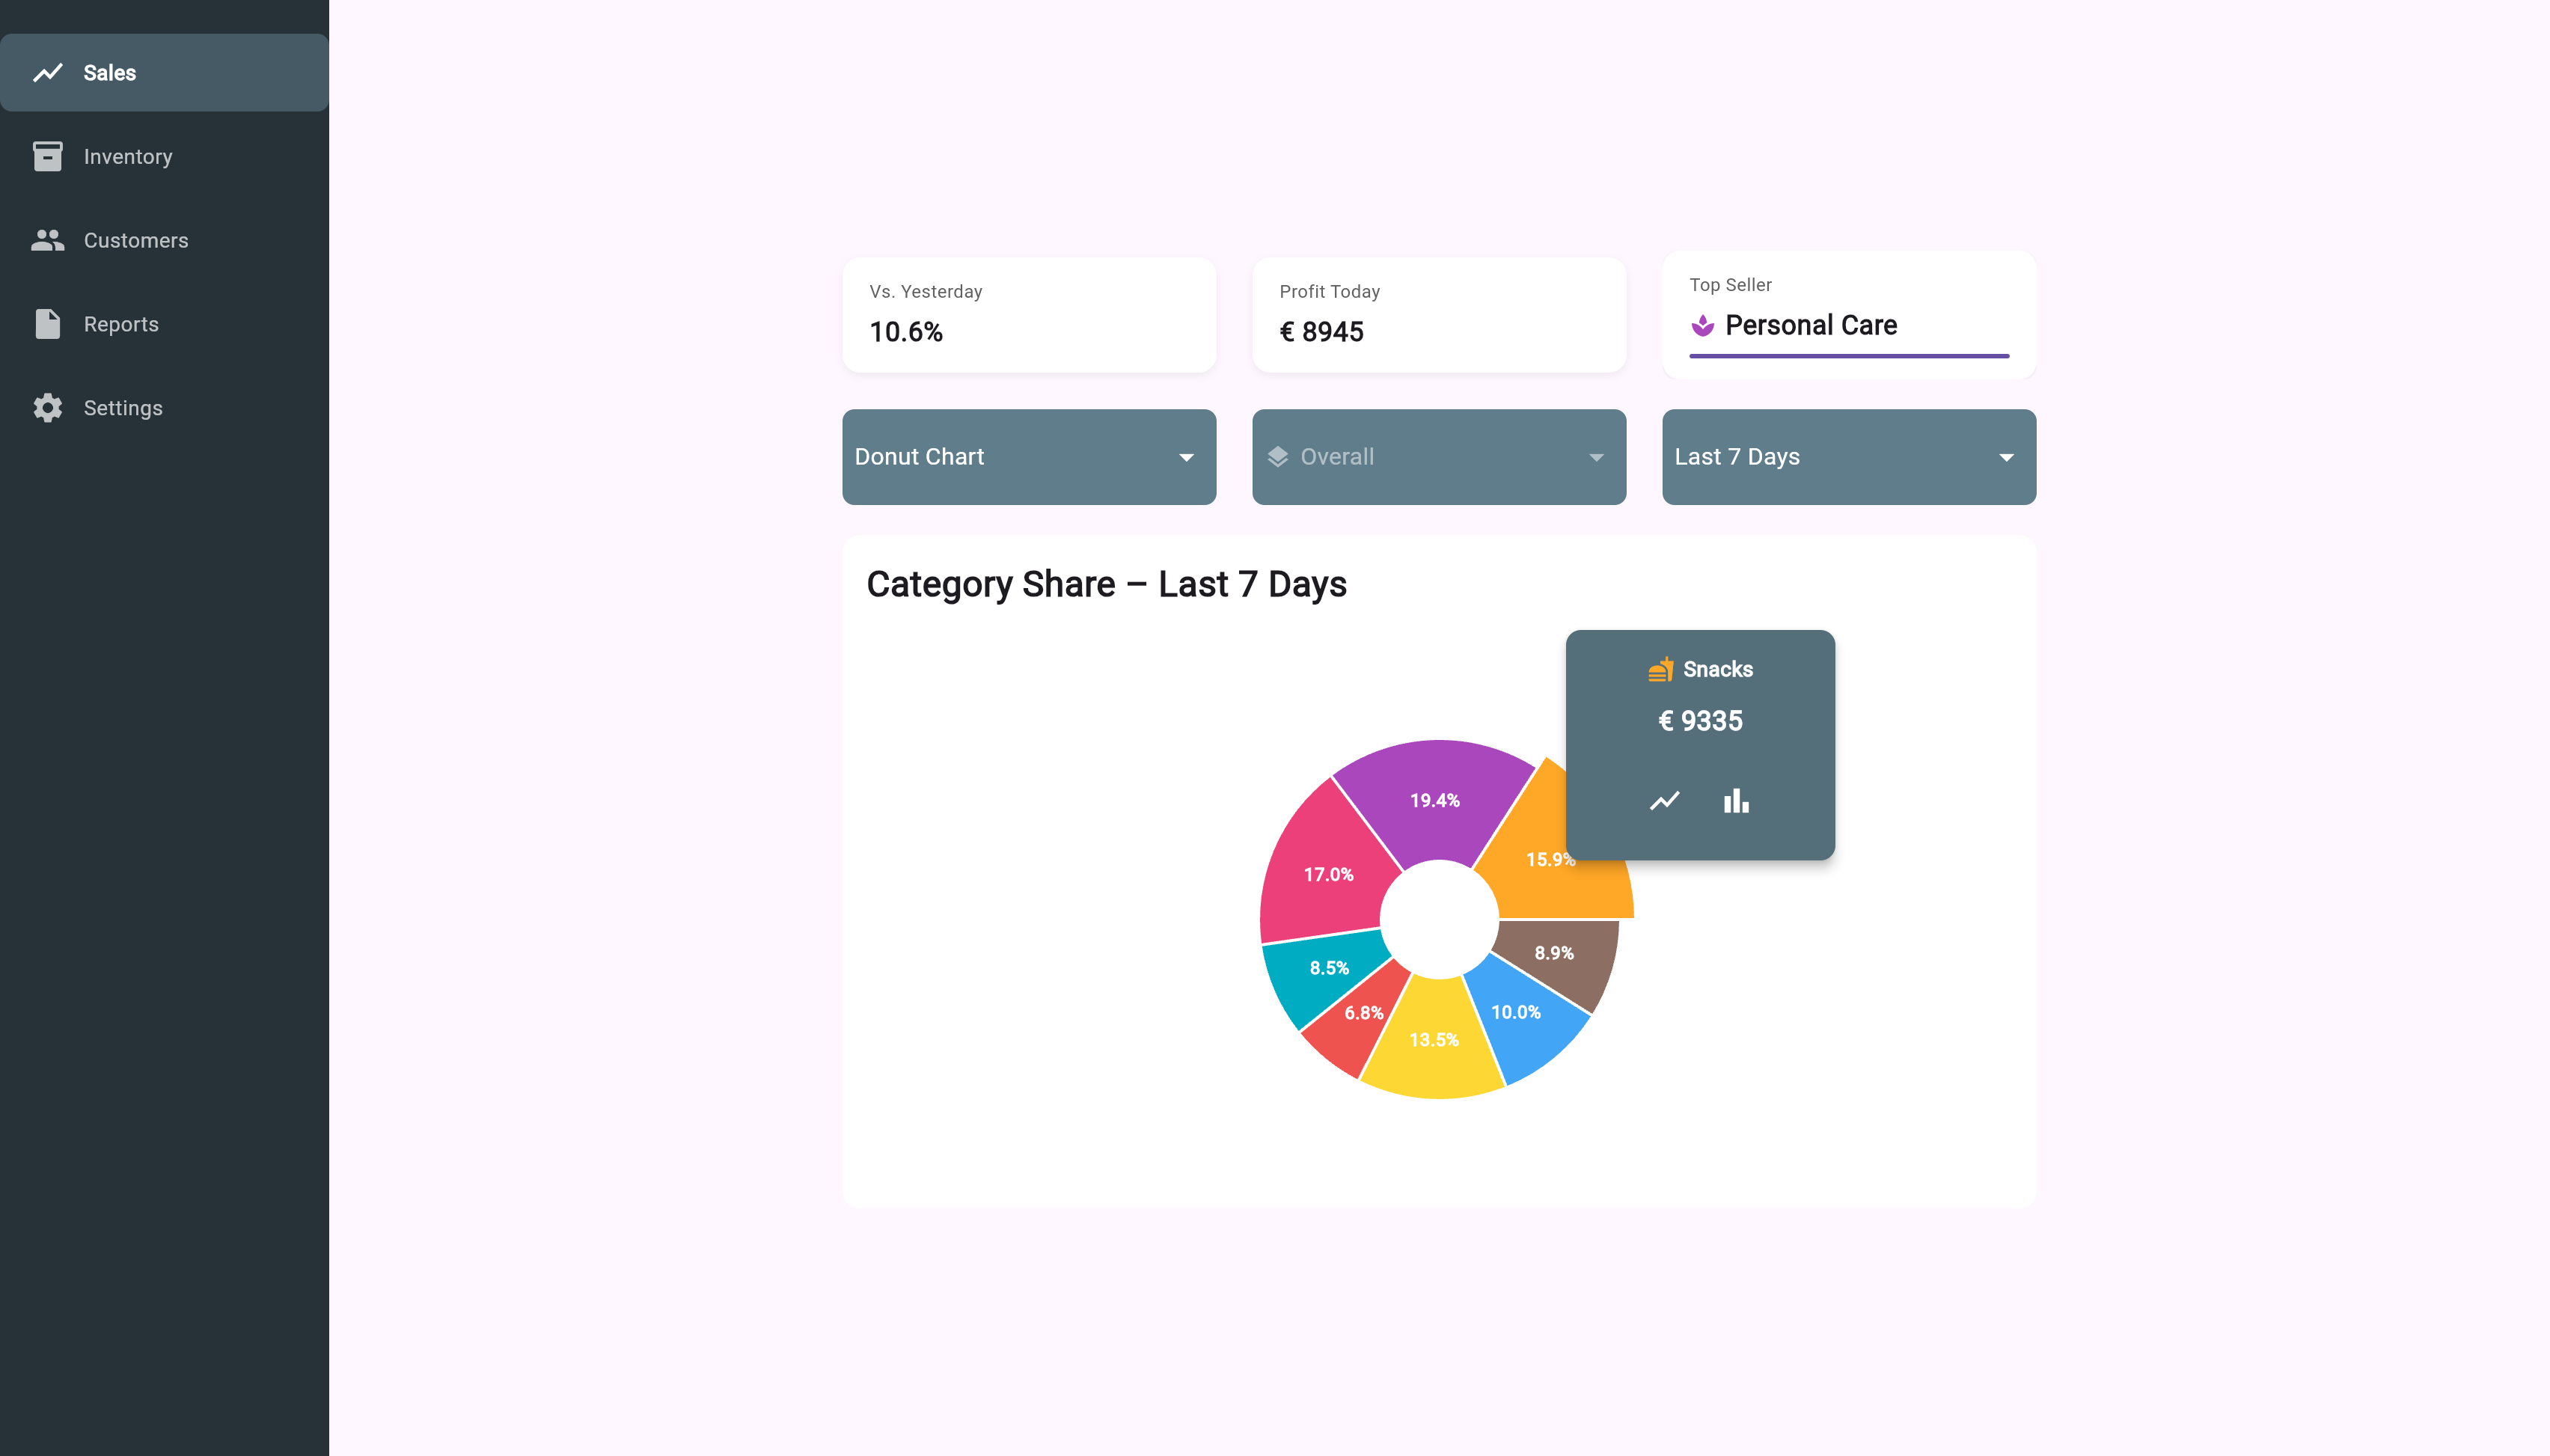 Sales
Inventory
Customers
Reports
Settings
Vs. Yesterday
10.6%
Profit Today
€ 8945
Top Seller
Personal Care
Donut Chart
Overall
Last 7 Days
Category Share – Last 7 Days
Snacks
€ 9335
19.4%
15.9%
17.0%
8.9%
8.5%
10.0%
6.8%
13.5%